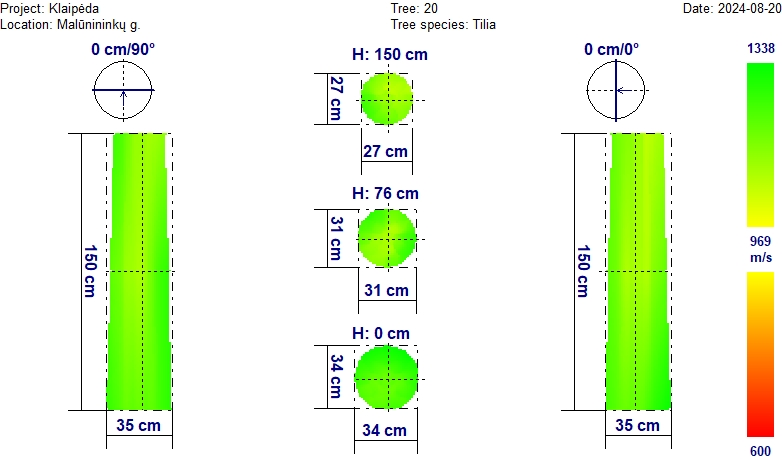 Project: Klaipėda
Tree: 20
Date: 2024-08-20
Location: Malūnininkų g.
Tree species: Tilia
0 cm/90°
H: 150 cm
0 cm/0°
1338
27 cm
27 cm
H: 76 cm
31 cm
31 cm
150 cm
150 cm
969
m/s
H: 0 cm
34 cm
34 cm
35 cm
35 cm
600